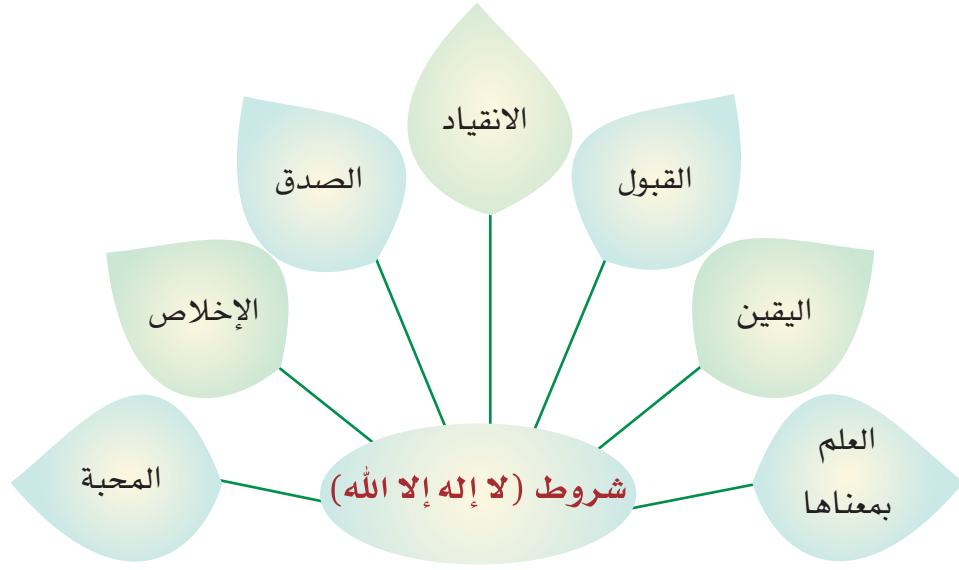 شروط (لا إله إلا الله)
العلم
بمعناها
اليقين
القبول
الانقياد
الصدق
الإخلاص
المحبة